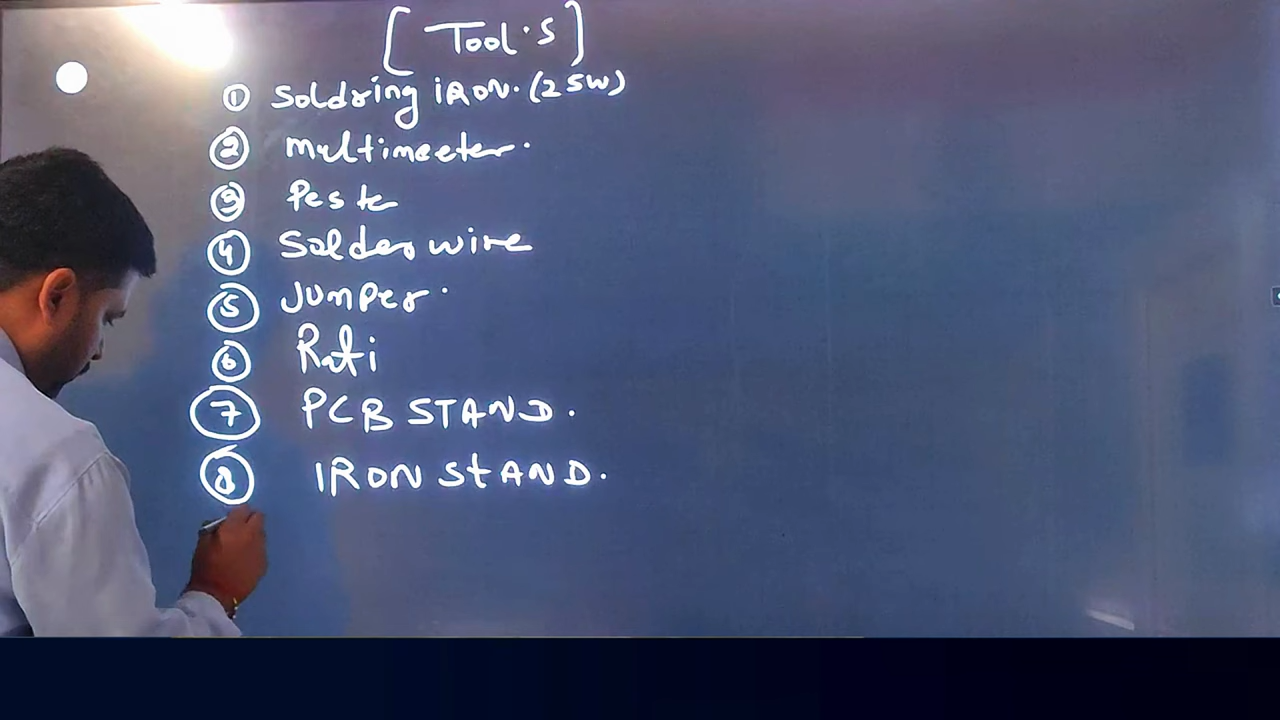 [Tool's]
① Soldring iRON. (25W)
② multimeeter.
③ Peste
④ Solder wire
⑤ Jumper.
⑥ Rati
⑦ PCB STAND.
⑧ IRON StAND.